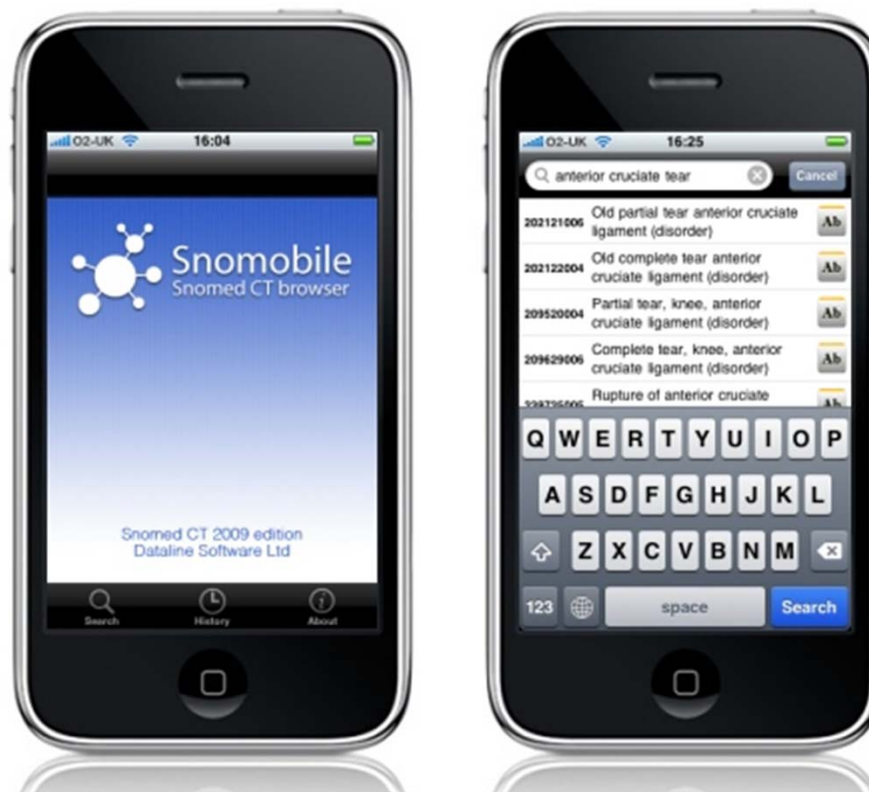 O2-UK 16:04
Snomobile
Snomed CT browser
Snomed CT 2009 edition
Dataline Software Ltd
Search History About
O2-UK 16:25
anterior cruciate tear Cancel
202121006 Old partial tear anterior cruciate
ligament (disorder) Ab
202122004 Old complete tear anterior
cruciate ligament (disorder) Ab
209520004 Partial tear, knee, anterior
cruciate ligament (disorder) Ab
209629006 Complete tear, knee, anterior
cruciate ligament (disorder) Ab
Rupture of anterior cruciate
Q W E R T Y U I O P
A S D F G H J K L
Z X C V B N M
123 space Search